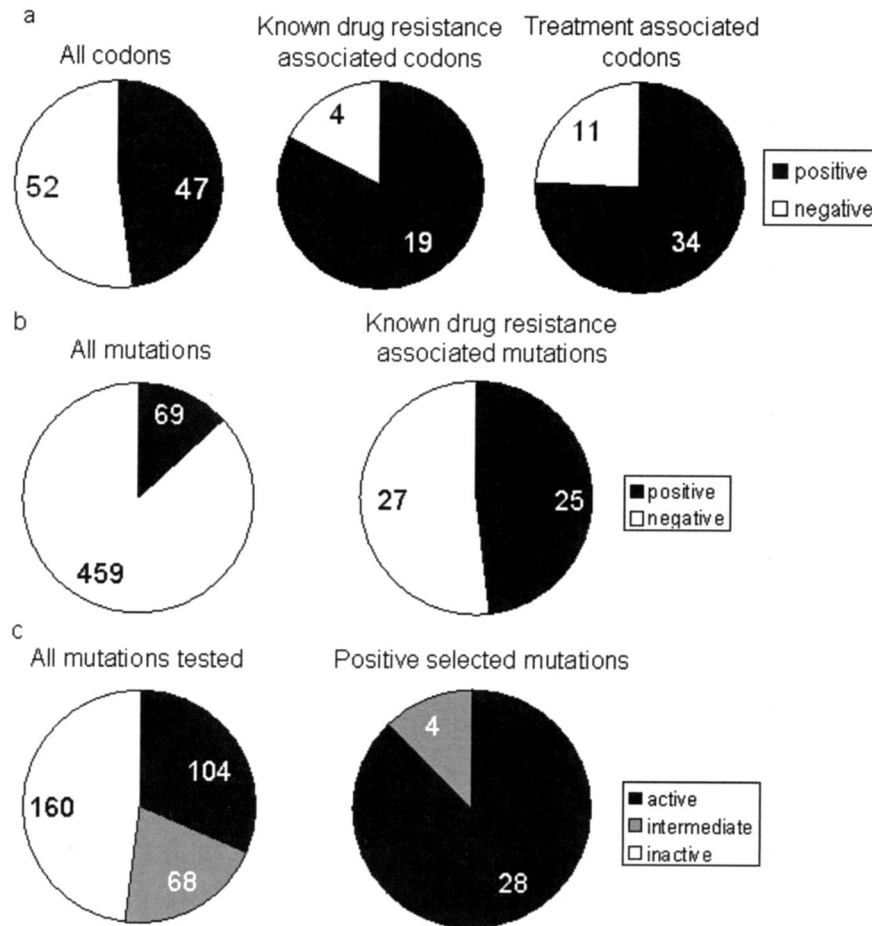 a
All codons
Known drug resistance
associated codons
Treatment associated
codons
52
47
4
19
11
34
positive
negative
b
All mutations
Known drug resistance
associated mutations
69
459
27
25
positive
negative
c
All mutations tested
Positive selected mutations
104
160
68
4
28
active
intermediate
inactive